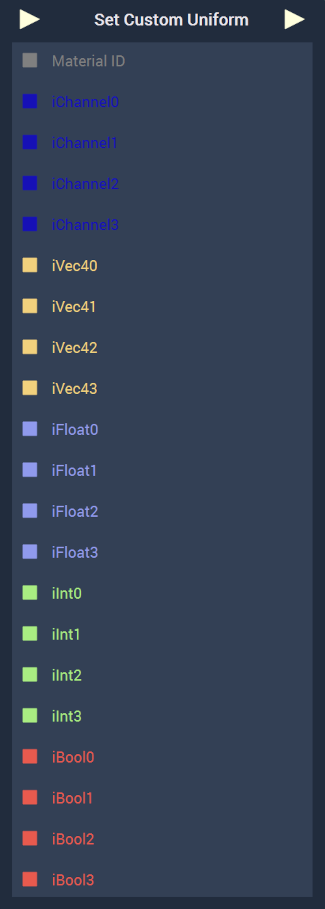 Set Custom Uniform
Material ID
iChannel0
iChannel1
iChannel2
iChannel3
iVec40
iVec41
iVec42
iVec43
iFloat0
iFloat1
iFloat2
iFloat3
iInt0
iInt1
iInt2
iInt3
iBool0
iBool1
iBool2
iBool3